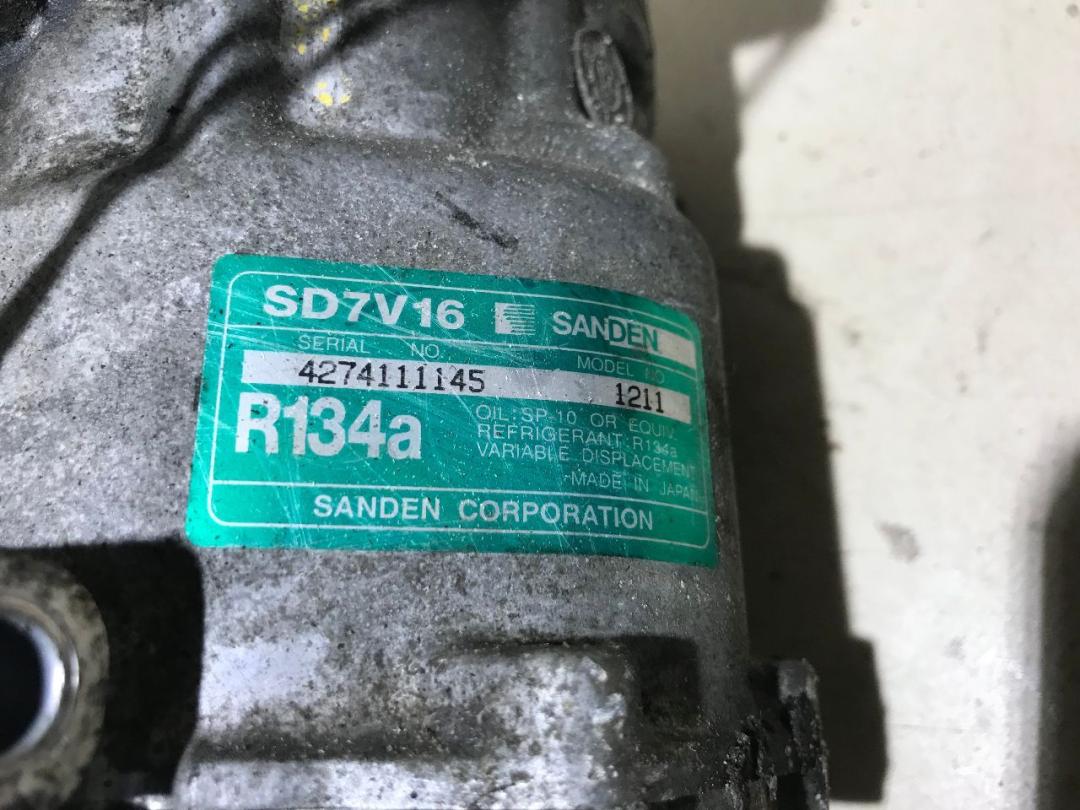 SD7V16 SANDEN
SERIAL NO. MODEL NO
4274111145 1211
R134a
OIL: SP-10 OR EQUIV.
REFRIGERANT: R134a
VARIABLE DISPLACEMENT
MADE IN JAPAN
SANDEN CORPORATION